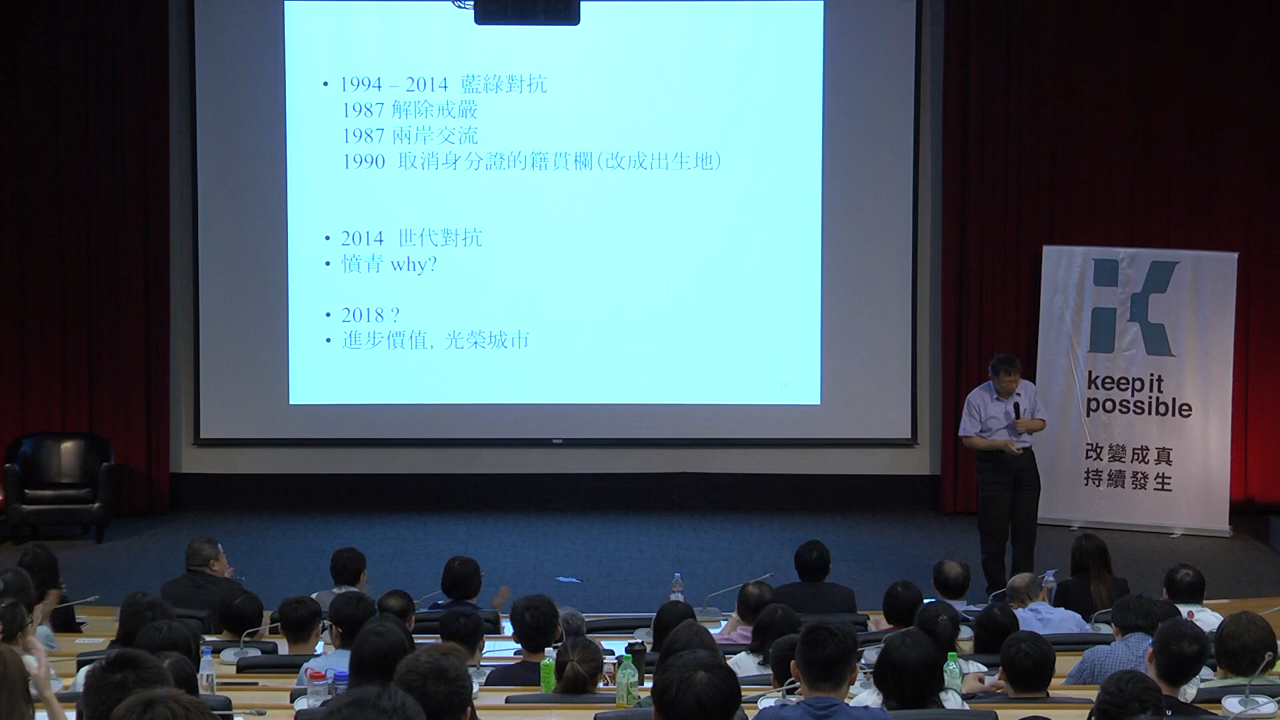 • 1994 – 2014 藍綠對抗
1987 解除戒嚴
1987 兩岸交流
1990 取消身分證的籍貫欄(改成出生地)
• 2014 世代對抗
• 憤青 why?
• 2018 ?
• 進步價值, 光榮城市
iK
keep it
possible
改變成真
持續發生